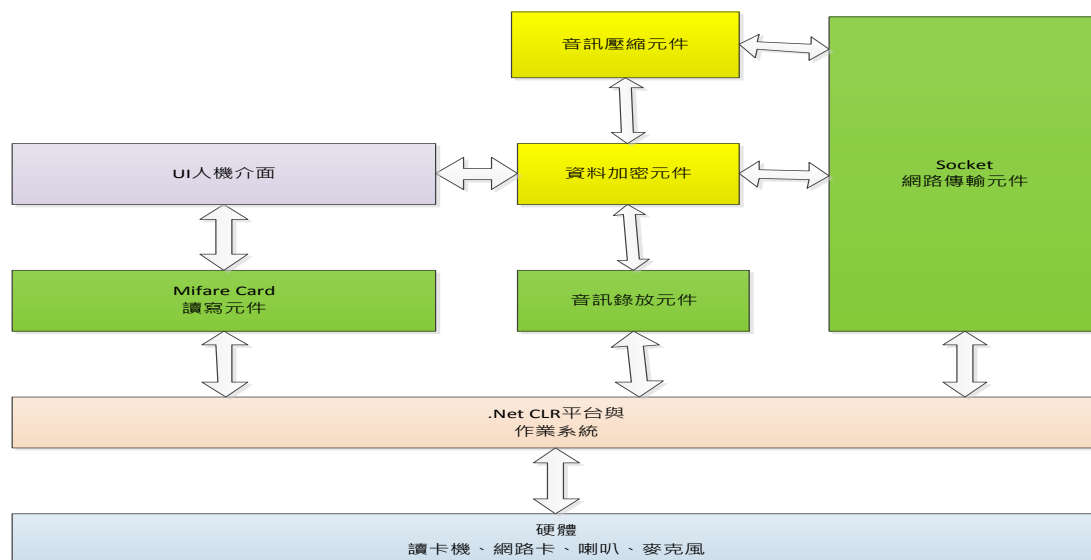 音訊壓縮元件
UI人機介面
資料加密元件
Socket
網路傳輸元件
Mifare Card
讀寫元件
音訊錄放元件
.Net CLR平台與
作業系統
硬體
讀卡機、網路卡、喇叭、麥克風